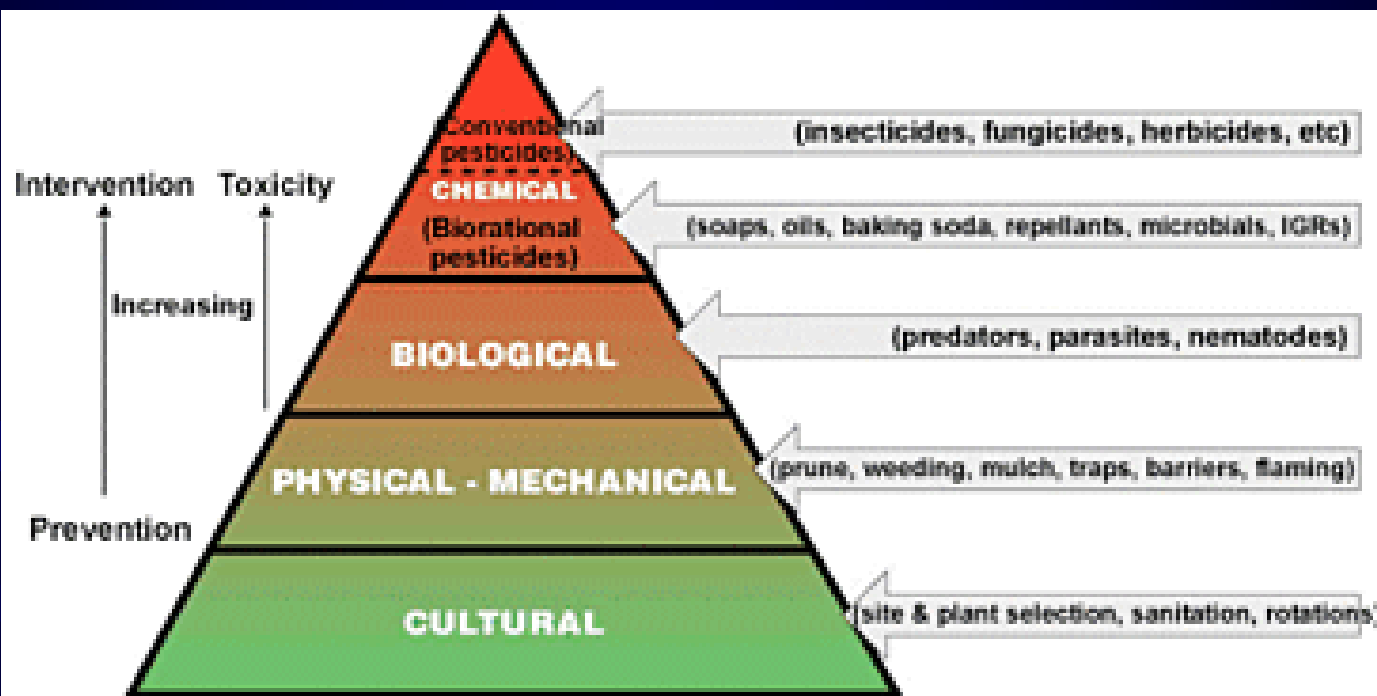 (Conventional
pesticides)
(insecticides, fungicides, herbicides, etc)
Intervention Toxicity
CHEMICAL
(Biorational
pesticides)
(soaps, oils, baking soda, repellants, microbials, IGRs)
Increasing
BIOLOGICAL
(predators, parasites, nematodes)
PHYSICAL - MECHANICAL
(prune, weeding, mulch, traps, barriers, flaming)
Prevention
CULTURAL
(site & plant selection, sanitation, rotations)